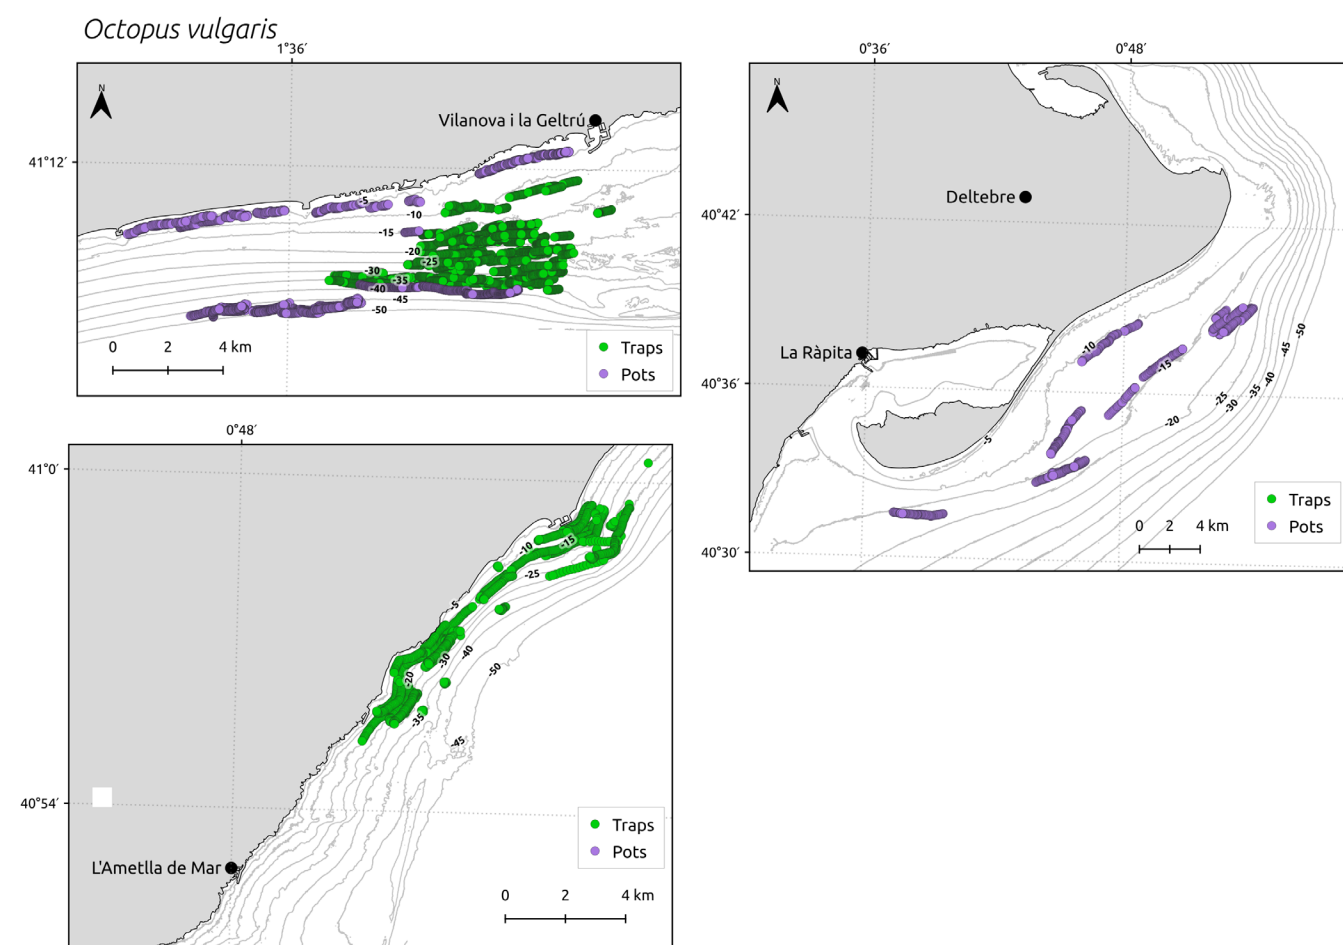 Octopus vulgaris
1°36′
N
Vilanova i la Geltrú
41°12′
-5
-10
-15
-20
-25
-30
-35
-40
-45
-50
0 2 4 km
Traps
Pots
0°36′ 0°48′
N
Deltebre
40°42′
La Ràpita
40°36′
-10
-15
-50
-45
-40
-35
-25
-30
-20
-5
Traps
Pots
0 2 4 km
40°30′
0°48′
41°0′
-10
-15
-25
-5
-30
-40
-50
-20
-35
-45
40°54′
Traps
Pots
L'Ametlla de Mar
0 2 4 km